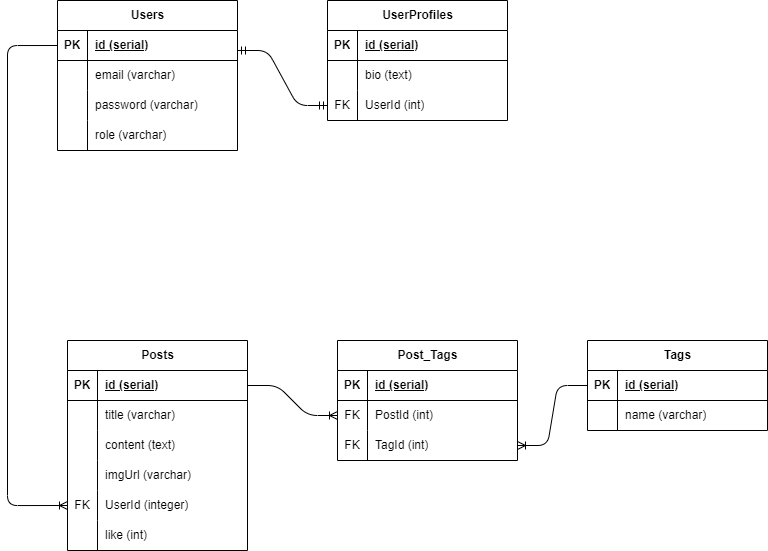 Users
PK id (serial)
email (varchar)
password (varchar)
role (varchar)
UserProfiles
PK id (serial)
bio (text)
FK UserId (int)
Posts
PK id (serial)
title (varchar)
content (text)
imgUrl (varchar)
FK UserId (integer)
like (int)
Post_Tags
PK id (serial)
FK PostId (int)
FK TagId (int)
Tags
PK id (serial)
name (varchar)